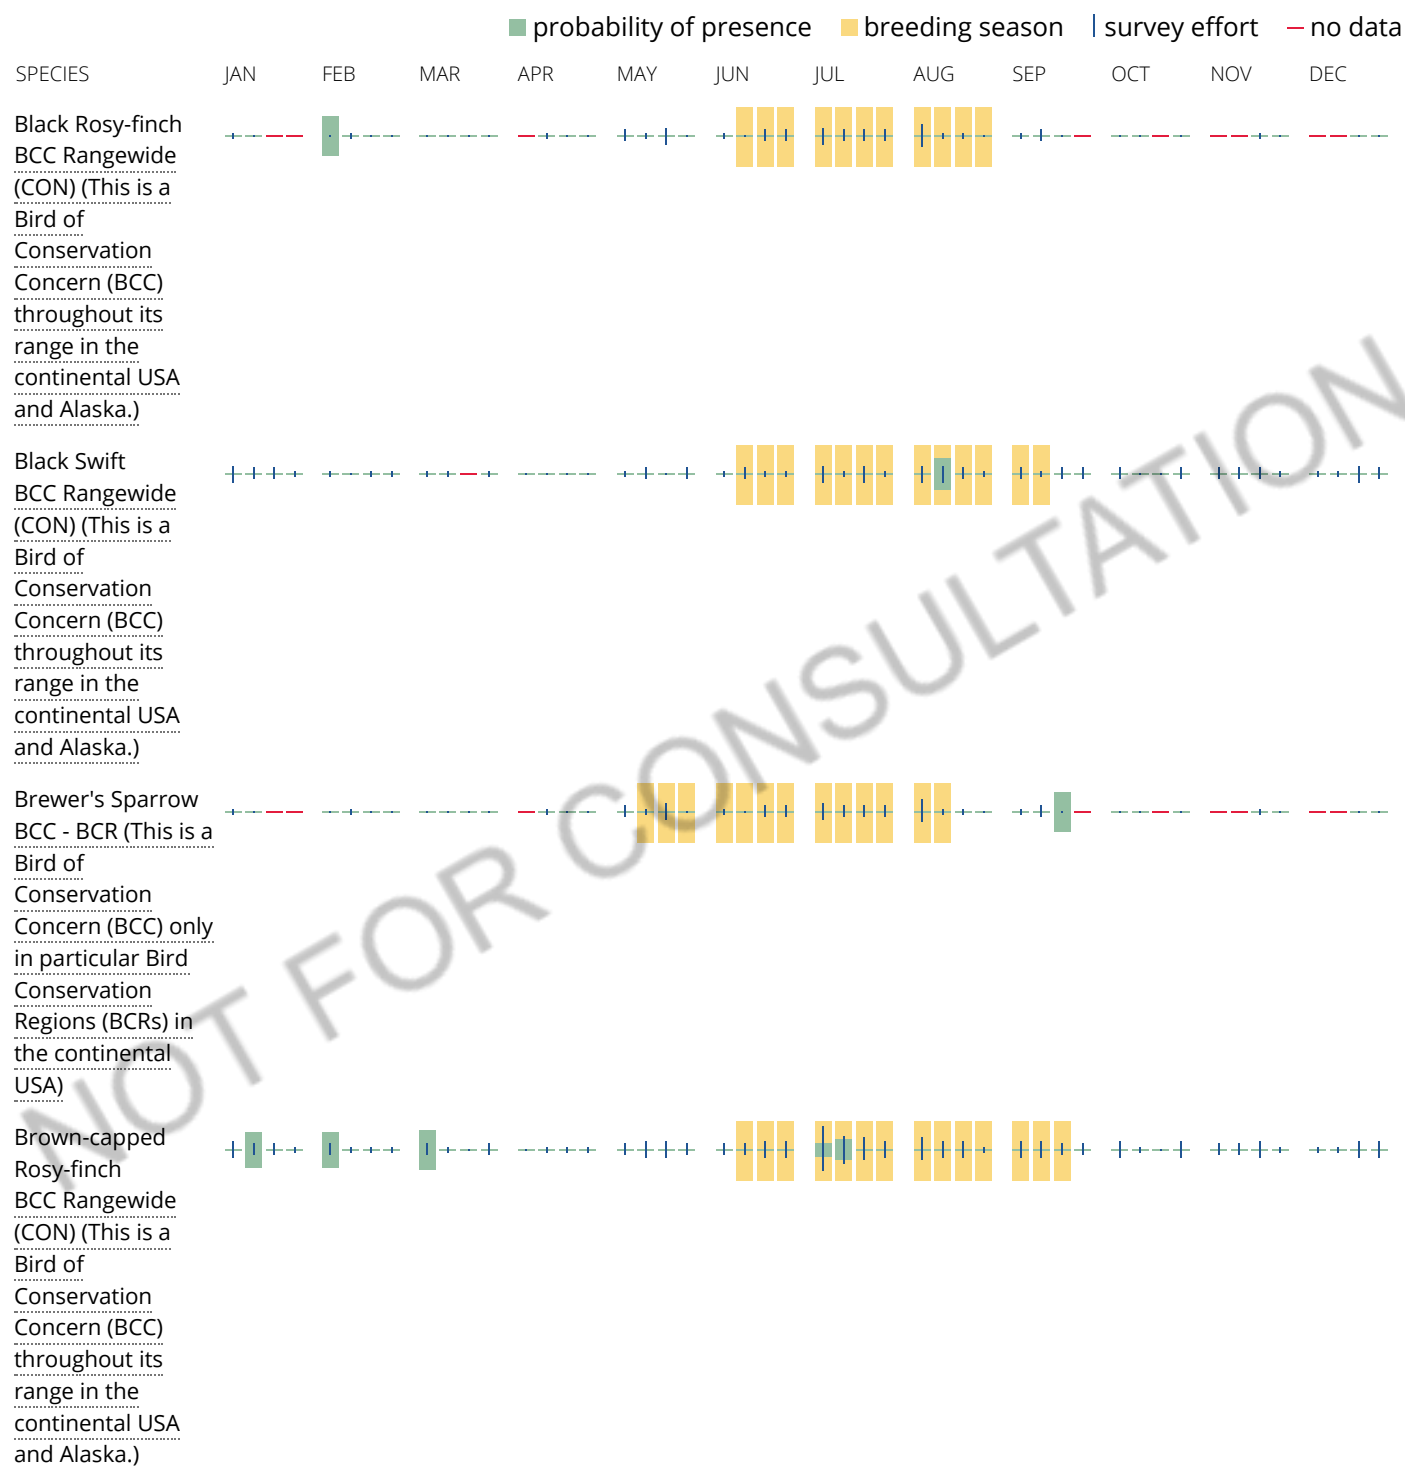 probability of presence breeding season survey effort no data
SPECIES JAN FEB MAR APR MAY JUN JUL AUG SEP OCT NOV DEC
Black Rosy-finch
BCC Rangewide
(CON) (This is a
Bird of
Conservation
Concern (BCC)
throughout its
range in the
continental USA
and Alaska.)
Black Swift
BCC Rangewide
(CON) (This is a
Bird of
Conservation
Concern (BCC)
throughout its
range in the
continental USA
and Alaska.)
Brewer's Sparrow
BCC - BCR (This is a
Bird of
Conservation
Concern (BCC) only
in particular Bird
Conservation
Regions (BCRs) in
the continental
USA)
Brown-capped
Rosy-finch
BCC Rangewide
(CON) (This is a
Bird of
Conservation
Concern (BCC)
throughout its
range in the
continental USA
and Alaska.)
NOT FOR CONSULTATION